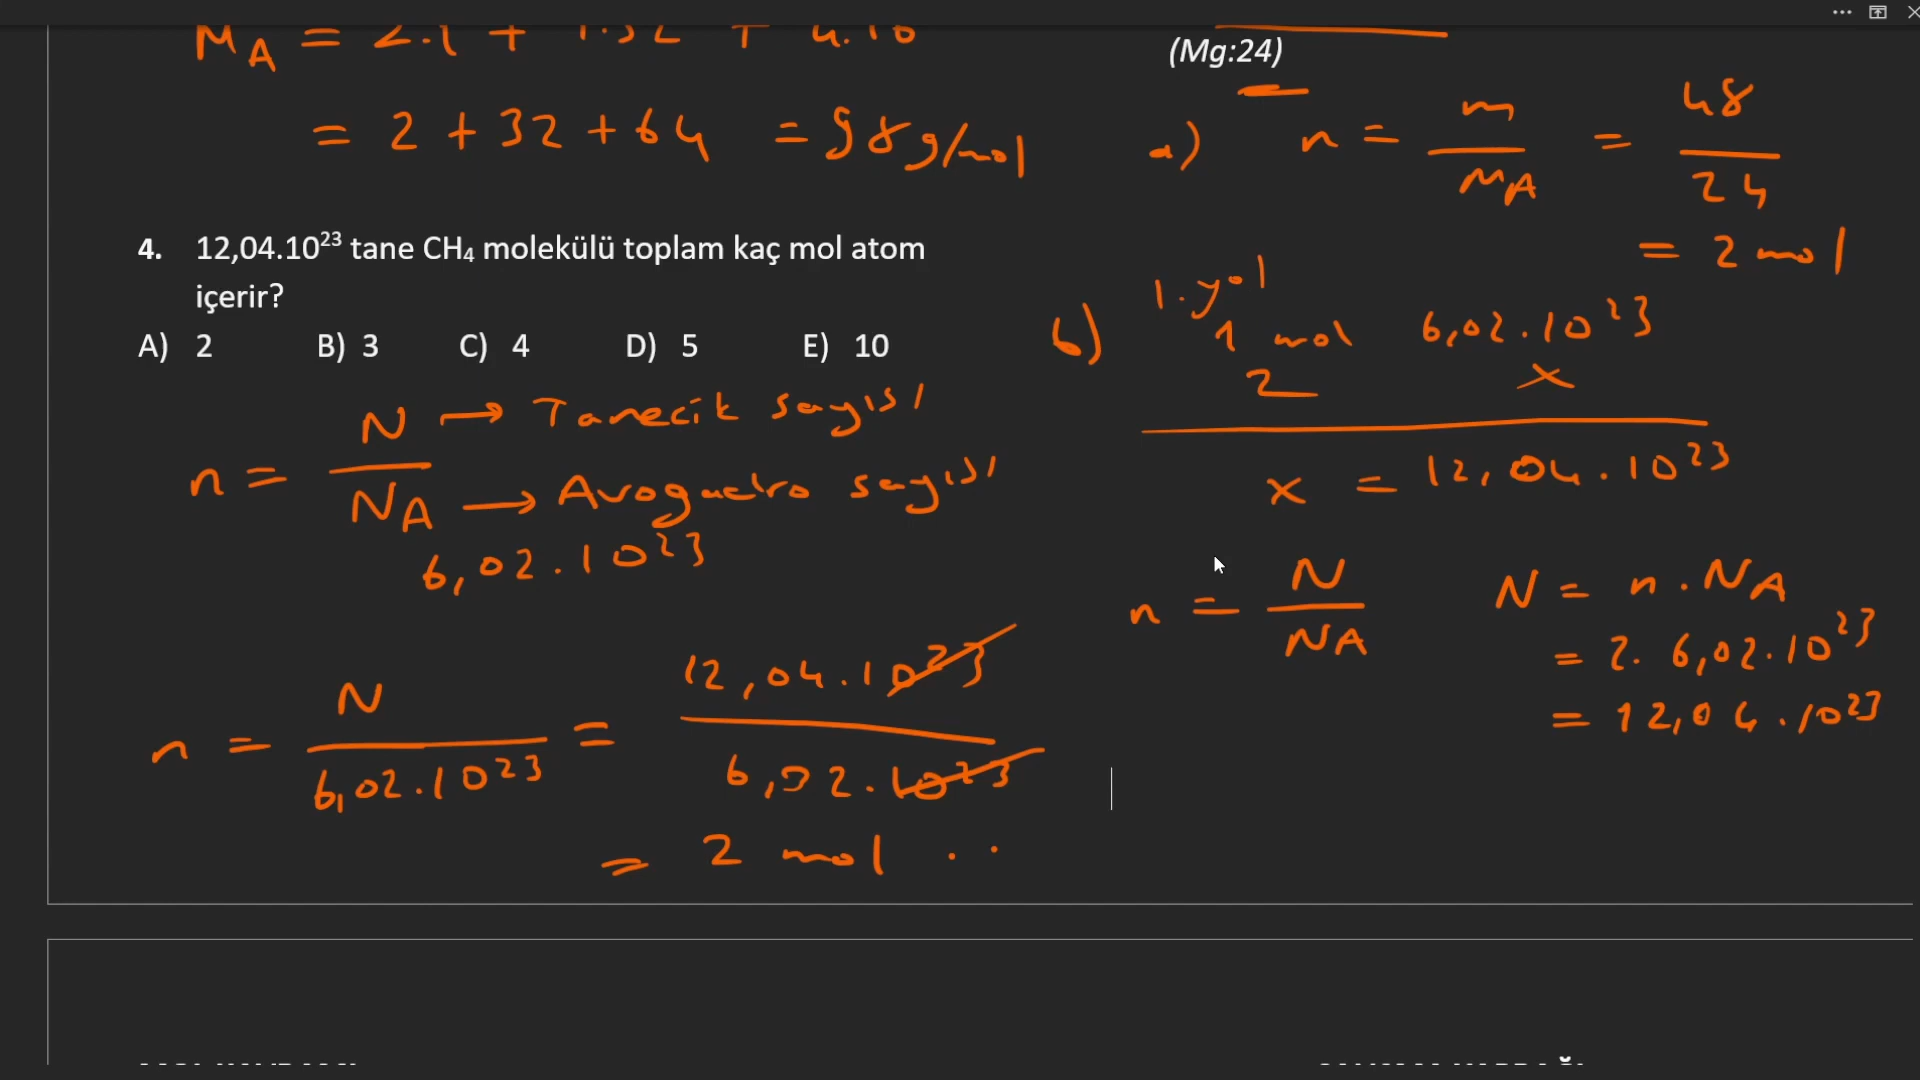 MA = 2.1 + 1.32 + 4.16
= 2 + 32 + 64 = 98 g/mol
4. 12,04.10²³ tane CH₄ molekülü toplam kaç mol atom
içerir?
A) 2 B) 3 C) 4 D) 5 E) 10
n = N / NA
N → Tanecik sayısı
NA → Avogadro sayısı
6,02.10²³
n = N / 6,02.10²³ = 12,04.10²³ / 6,02.10²³
= 2 mol ..
(Mg:24)
a) n = m / MA = 48 / 24
= 2 mol
b) 1. yol
1 mol 6,02.10²³
2 x
x = 12,04.10²³
n = N / NA
N = n . NA
= 2. 6,02.10²³
= 12,04.10²³